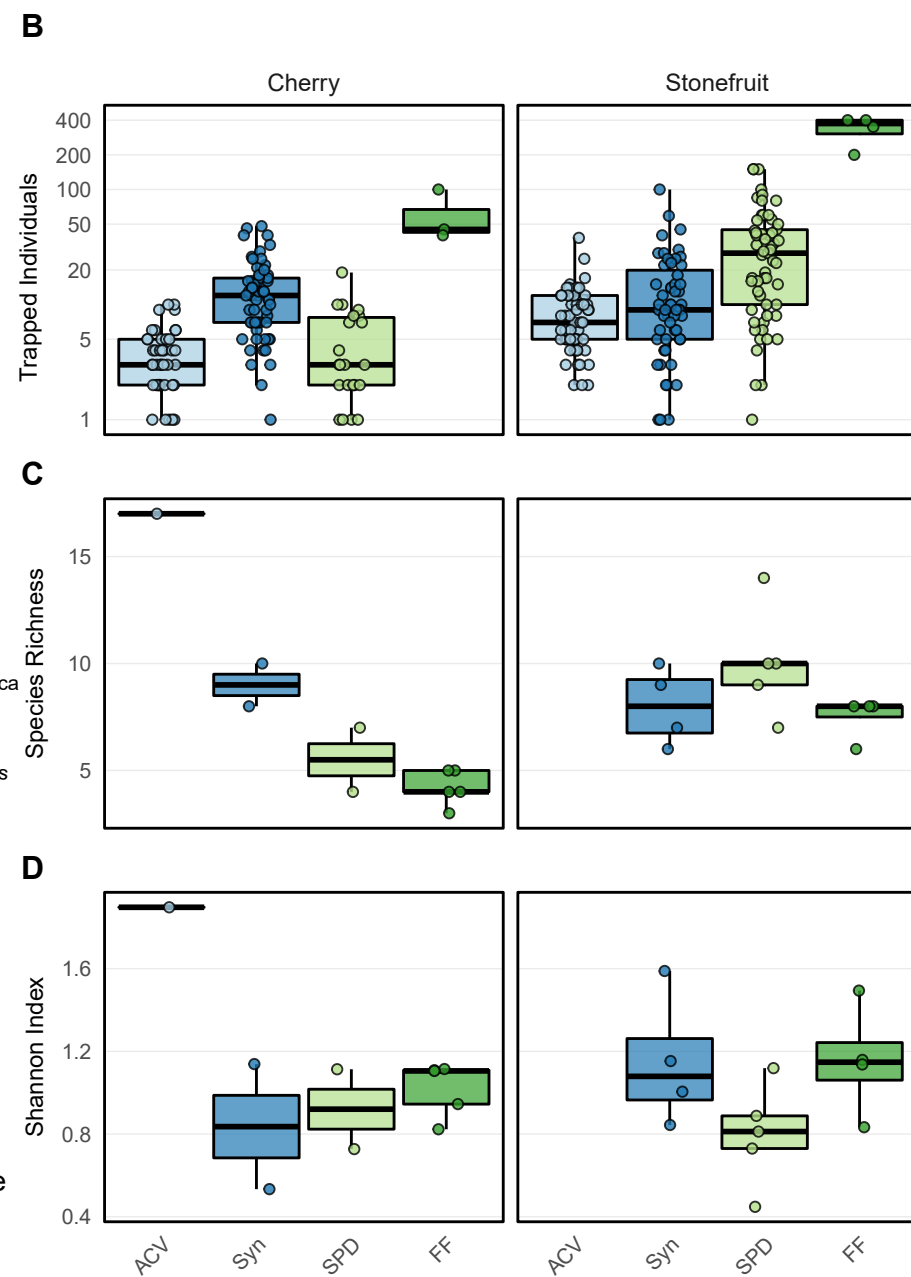 B
Cherry
Stonefruit
Trapped Individuals
400
200
100
50
20
5
1
C
Species Richness
15
10
5
ca
s
D
Shannon Index
1.6
1.2
0.8
0.4
e
ACV
Syn
SPD
FF
ACV
Syn
SPD
FF